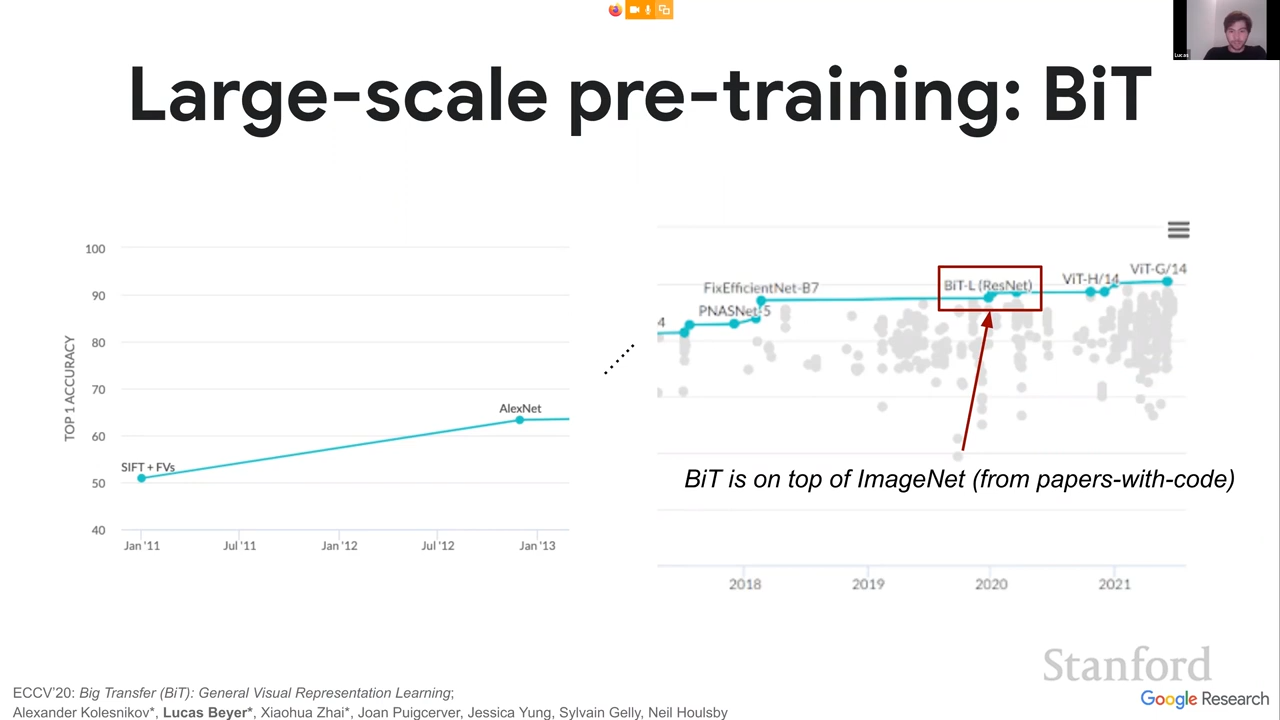 Lucas
Large-scale pre-training: BiT
100
90
80
70
60
50
40
TOP 1 ACCURACY
SIFT + FVs
AlexNet
Jan '11
Jul '11
Jan '12
Jul '12
Jan '13
4
PNASNet-5
FixEfficientNet-B7
BiT-L (ResNet)
ViT-H/14
ViT-G/14
BiT is on top of ImageNet (from papers-with-code)
2018
2019
2020
2021
Stanford
Google Research
ECCV'20: Big Transfer (BiT): General Visual Representation Learning;
Alexander Kolesnikov*, Lucas Beyer*, Xiaohua Zhai*, Joan Puigcerver, Jessica Yung, Sylvain Gelly, Neil Houlsby